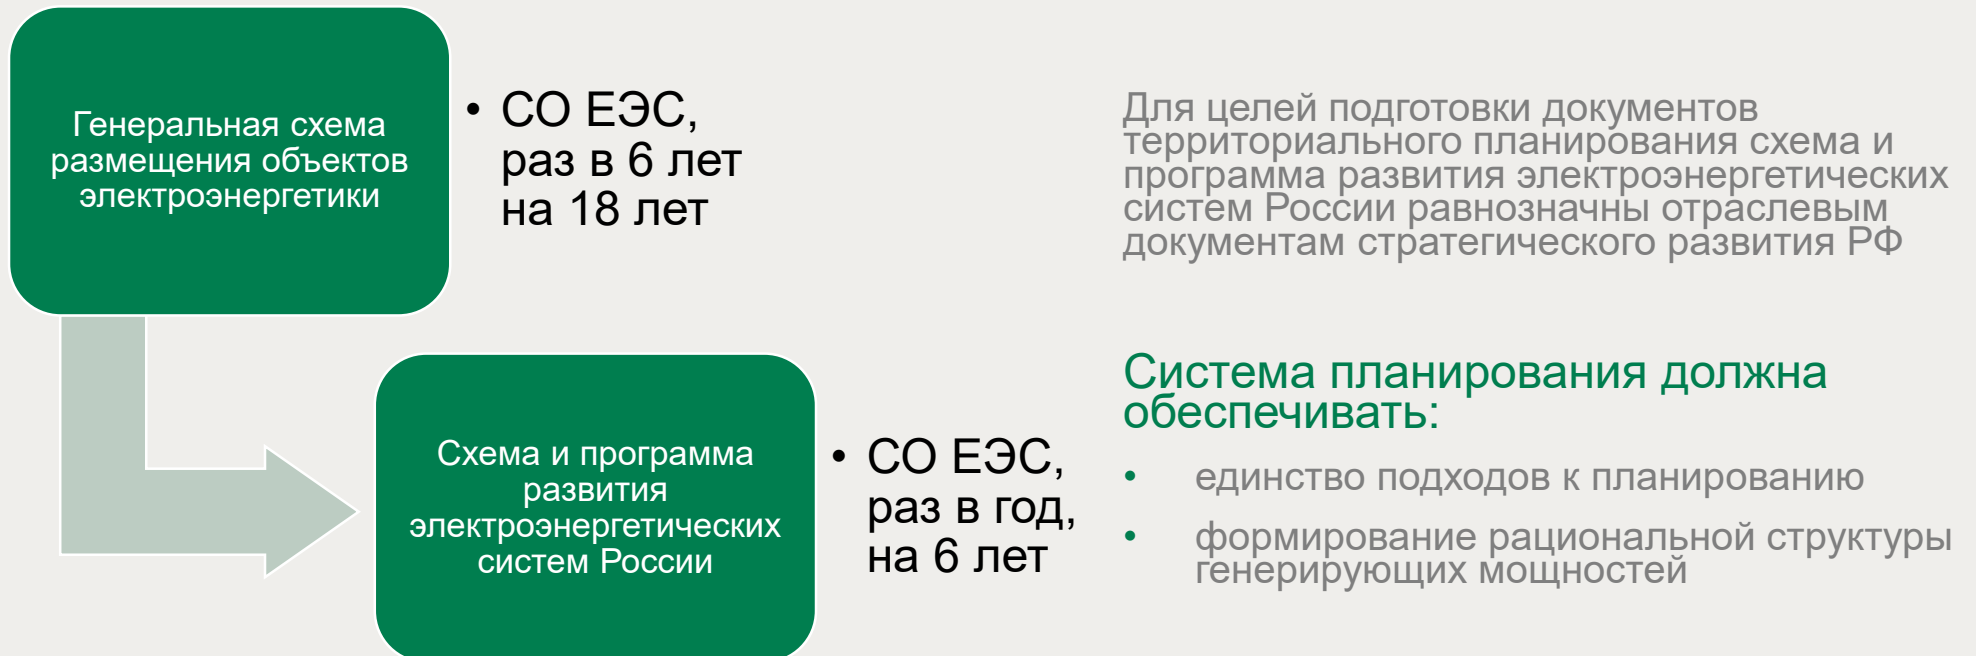 Генеральная схема
размещения объектов
электроэнергетики
• СО ЕЭС,
раз в 6 лет
на 18 лет
Схема и программа
развития
электроэнергетических
систем России
• СО ЕЭС,
раз в год,
на 6 лет
Для целей подготовки документов
территориального планирования схема и
программа развития электроэнергетических
систем России равнозначны отраслевым
документам стратегического развития РФ
Система планирования должна
обеспечивать:
• единство подходов к планированию
• формирование рациональной структуры
генерирующих мощностей